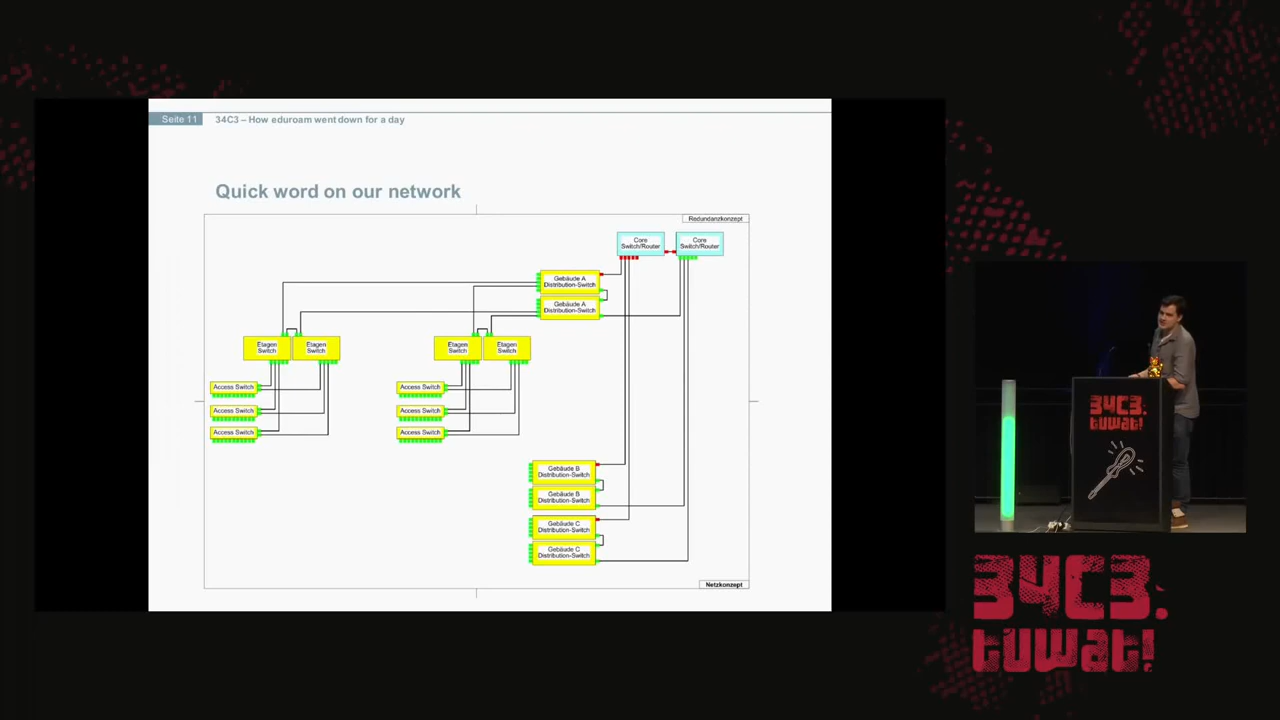 Seite 11
34C3 – How eduroam went down for a day
Quick word on our network
Redundanzkonzept
Core
Switch/Router
Core
Switch/Router
Gebäude A
Distribution-Switch
Gebäude A
Distribution-Switch
Etagen
Switch
Etagen
Switch
Etagen
Switch
Etagen
Switch
Access Switch
Access Switch
Access Switch
Access Switch
Access Switch
Access Switch
Gebäude B
Distribution-Switch
Gebäude B
Distribution-Switch
Gebäude C
Distribution-Switch
Gebäude C
Distribution-Switch
Netzkonzept
34C3.
tuwat!
34C3.
tuwat!